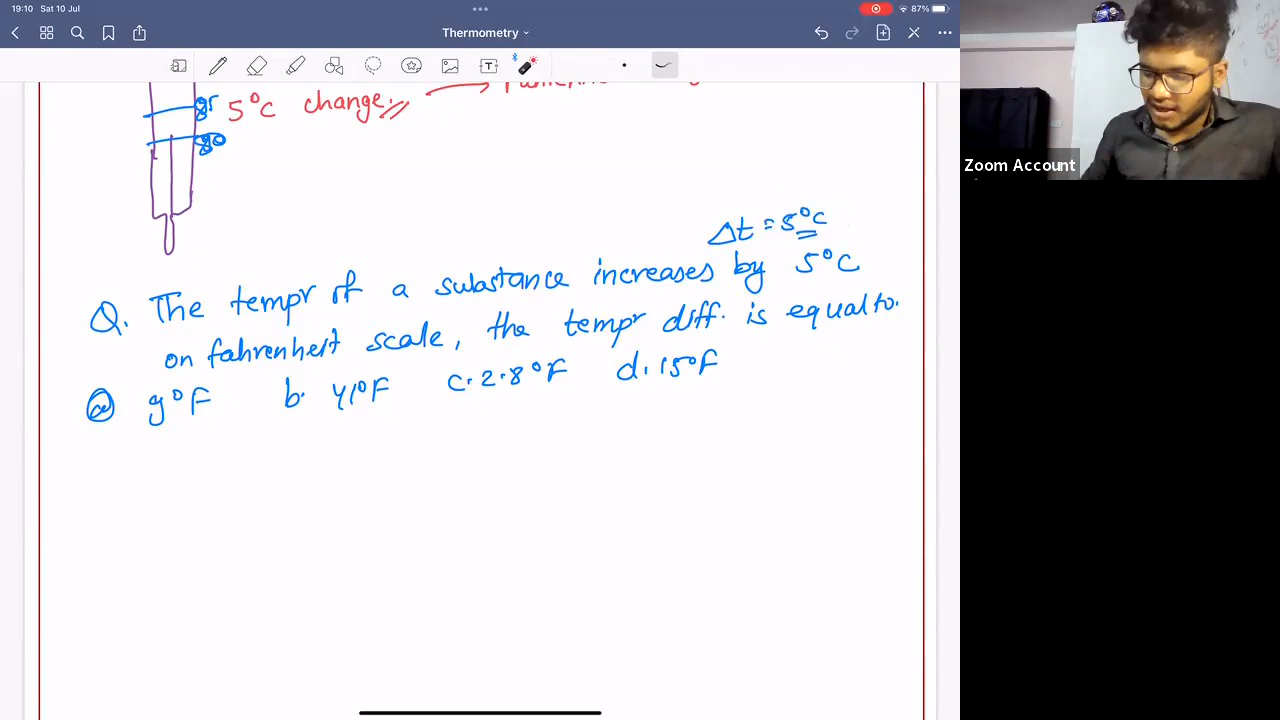 19:10 Sat 10 Jul
87%
Thermometry
5°C change.
Zoom Account
Δt = 5°C
Q. The tempr of a substance increases by 5°C
on fahrenheit scale, the tempr diff. is equal to.
a 9°F b. 41°F c. 2.8°F d. 15°F